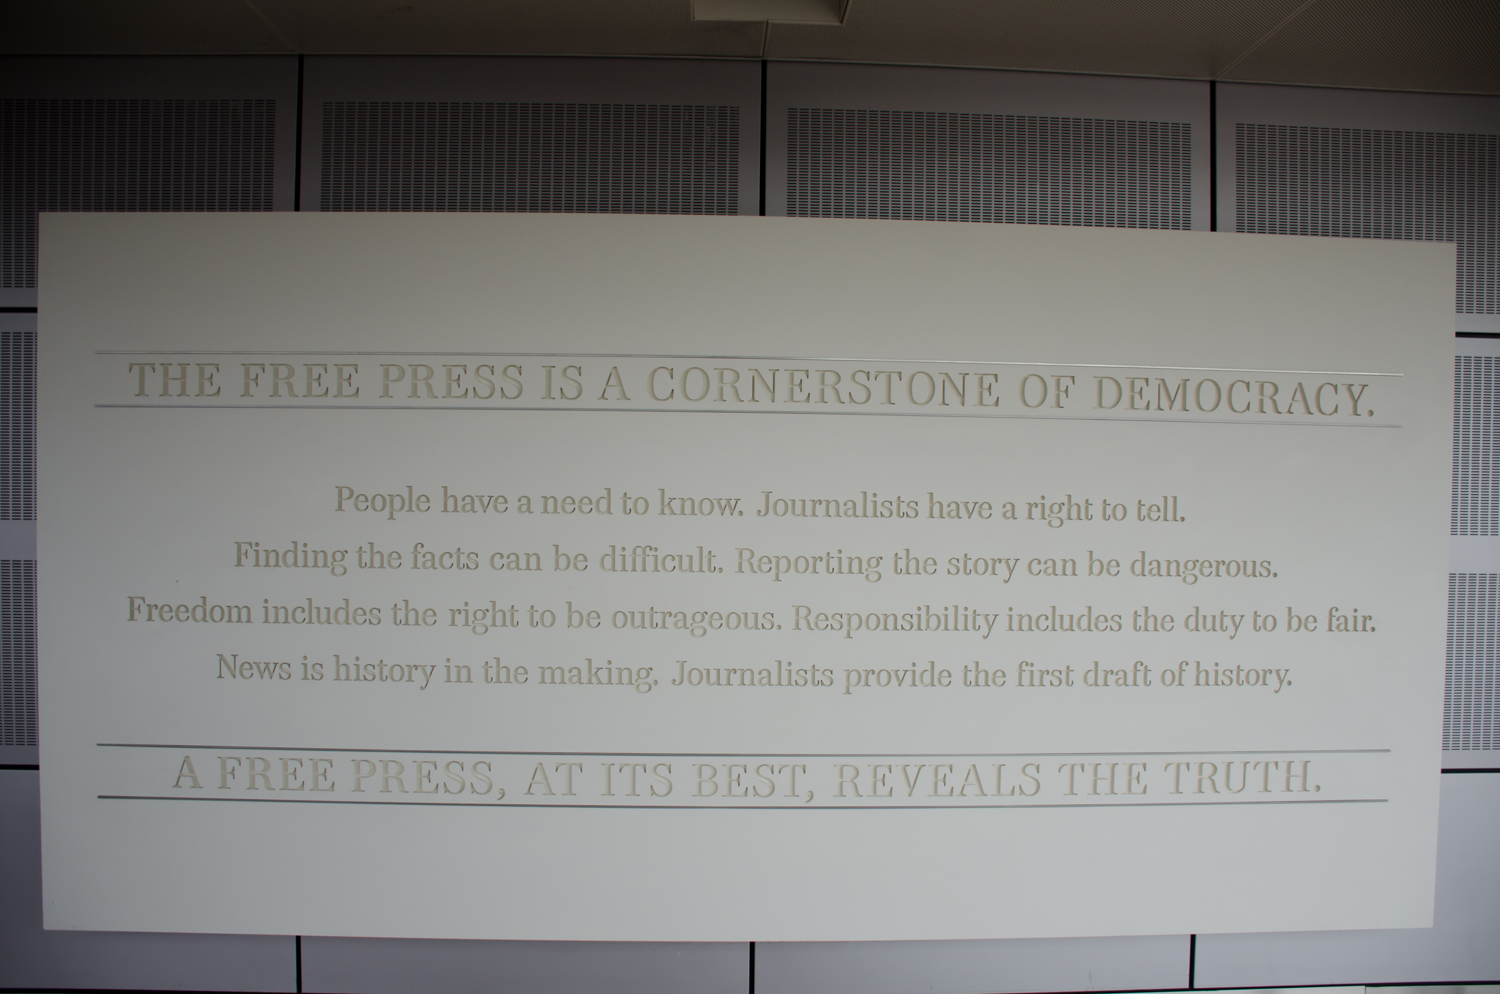 THE FREE PRESS IS A CORNERSTONE OF DEMOCRACY.
People have a need to know. Journalists have a right to tell.
Finding the facts can be difficult. Reporting the story can be dangerous.
Freedom includes the right to be outrageous. Responsibility includes the duty to be fair.
News is history in the making. Journalists provide the first draft of history.
A FREE PRESS, AT ITS BEST, REVEALS THE TRUTH.